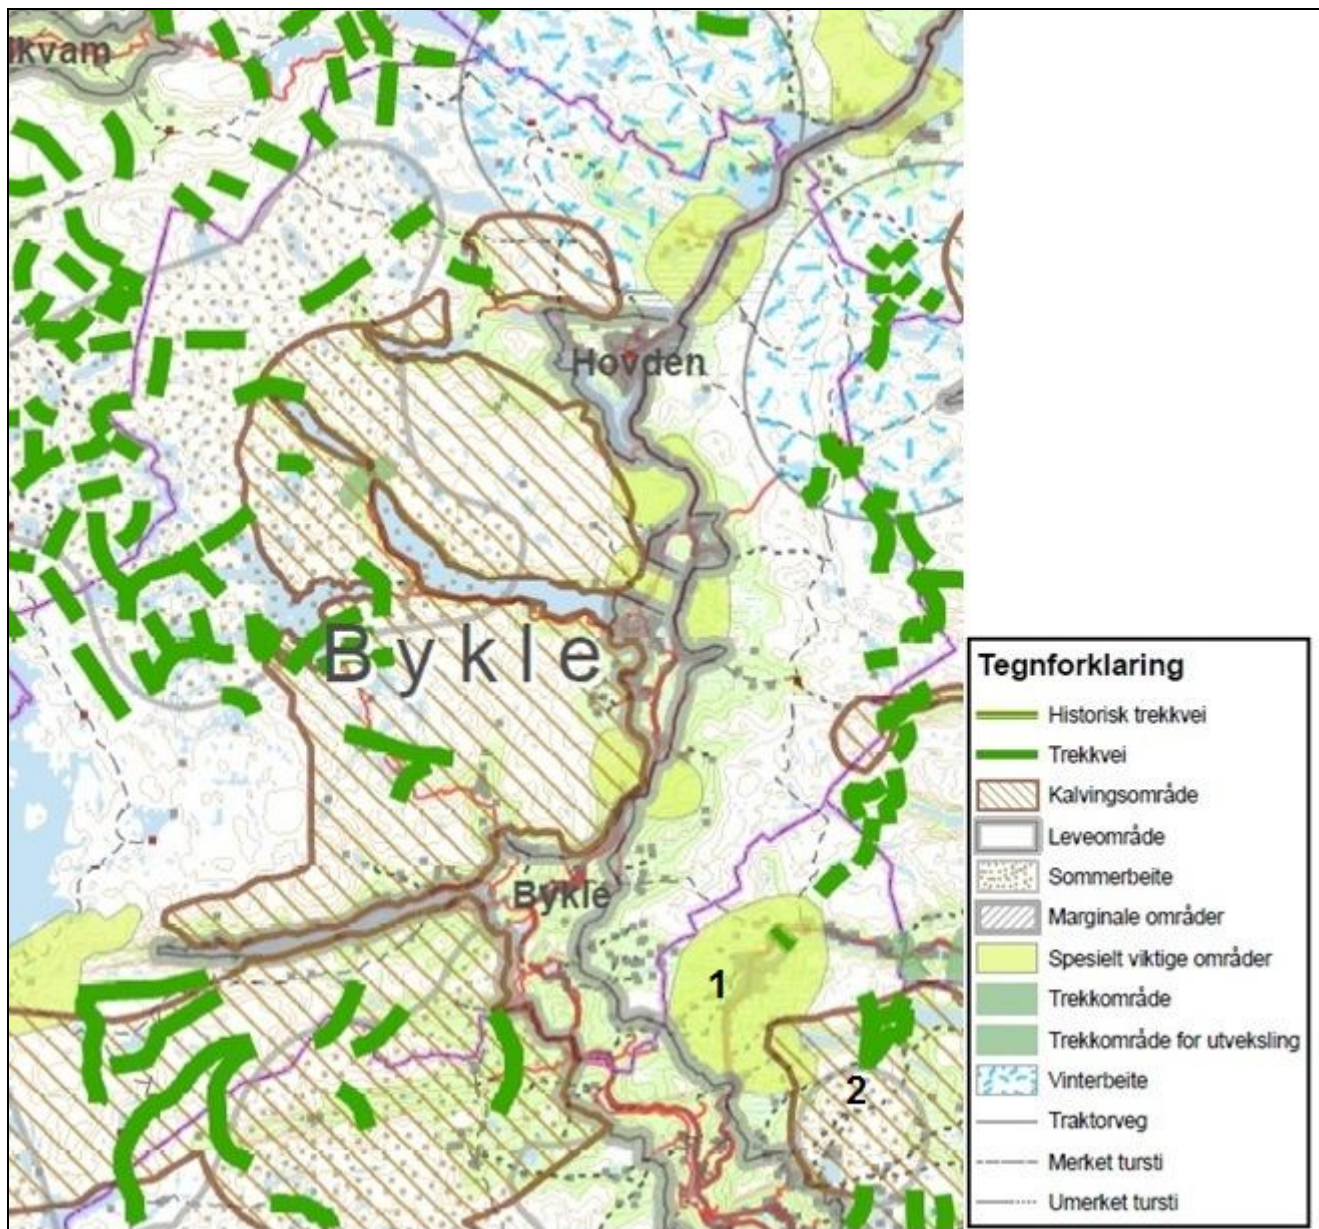 ikvam
Hovden
Bykle
Bykle
1
2
Tegnforklaring
Historisk trekkvei
Trekkvei
Kalvingsområde
Leveområde
Sommerbeite
Marginale områder
Spesielt viktige områder
Trekkområde
Trekkområde for utveksling
Vinterbeite
Traktorveg
Merket tursti
Umerket tursti